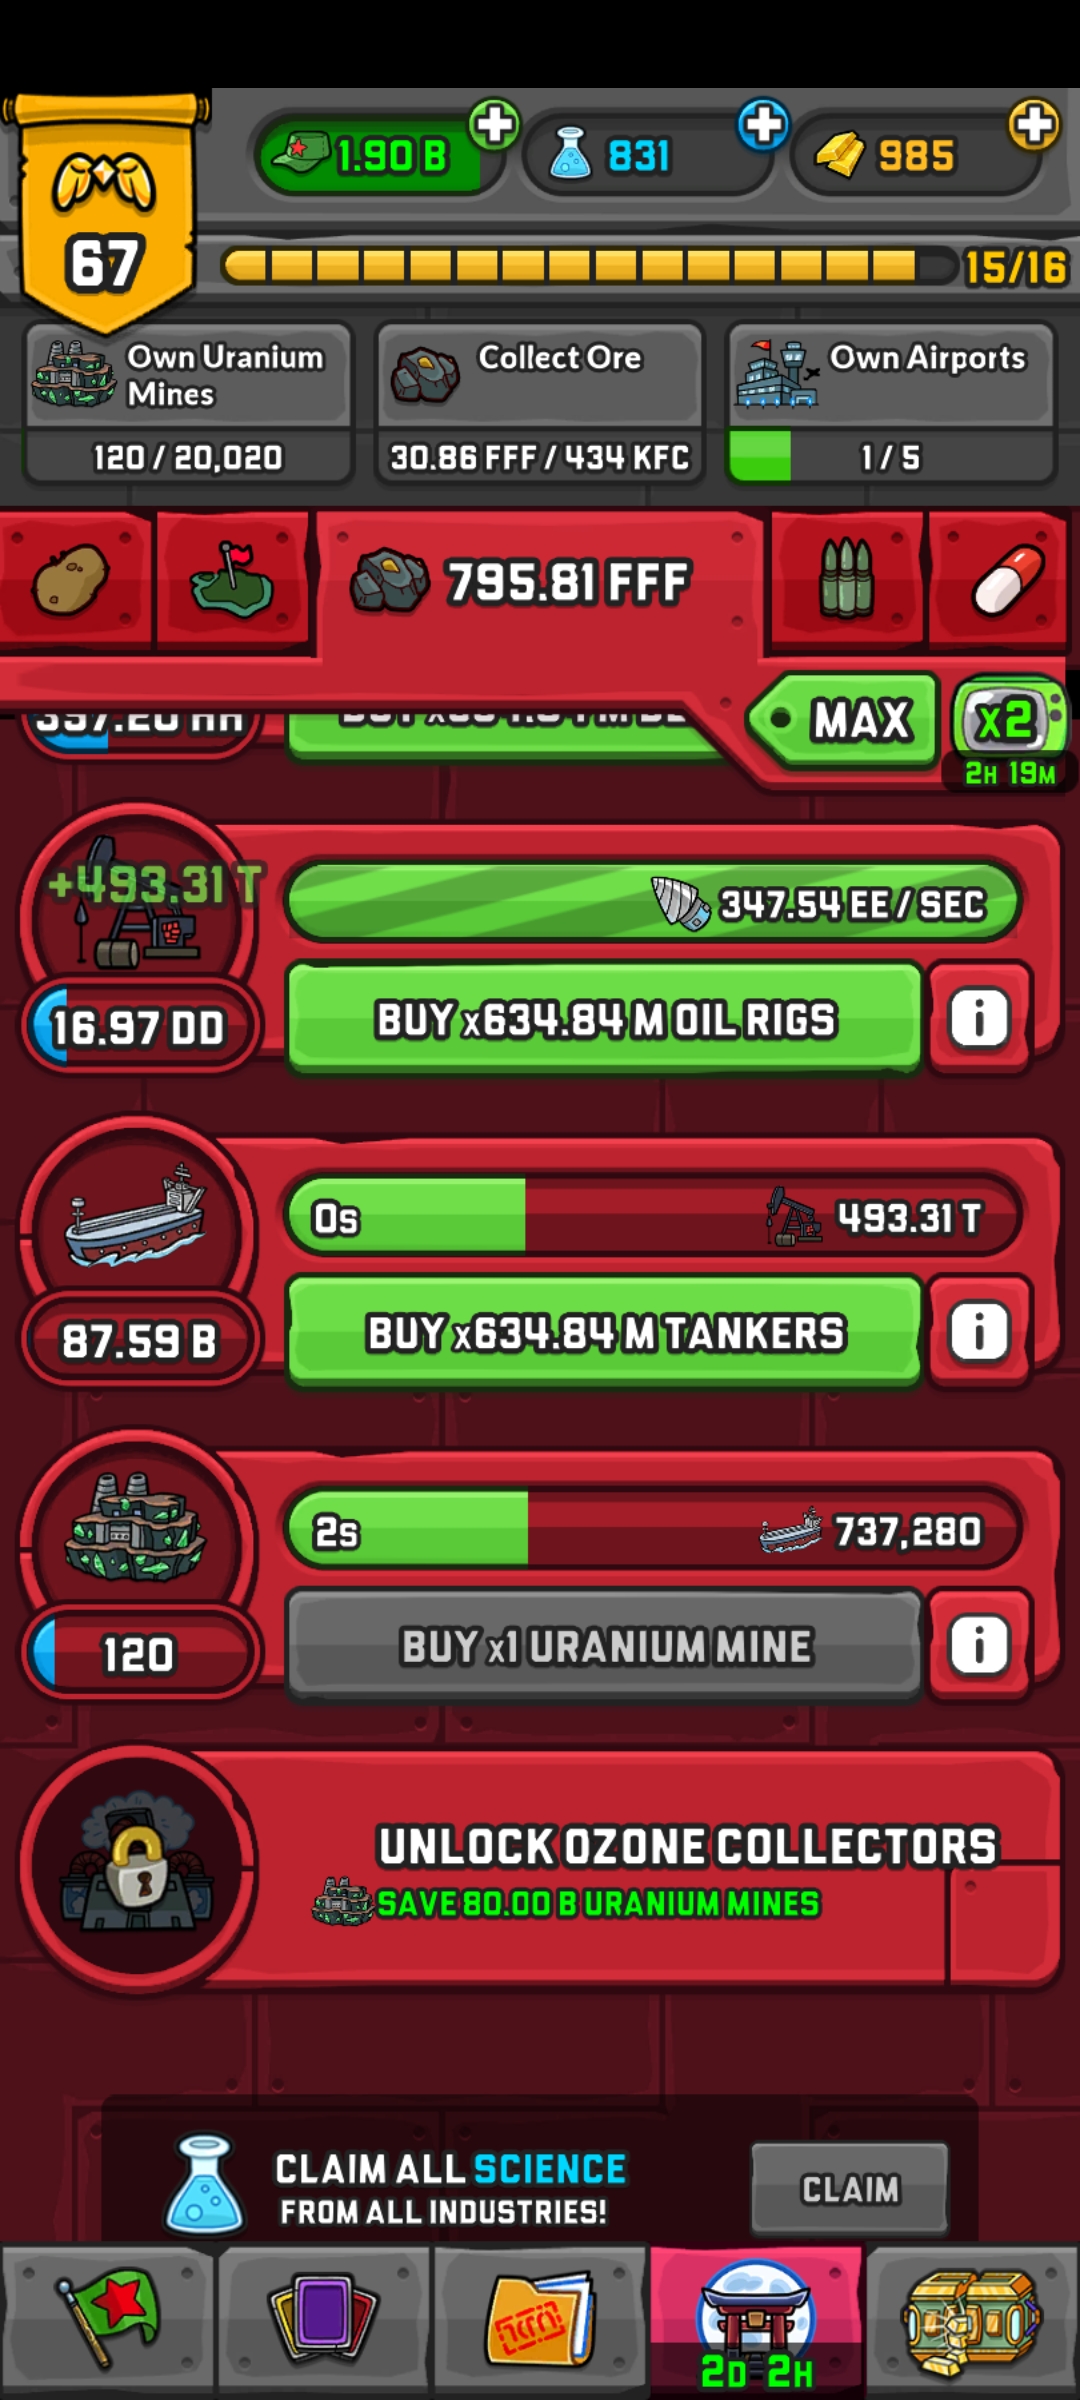 1.90 B
831
985
67
15/16
Own Uranium
Mines
120 / 20,020
Collect Ore
30.86 FFF / 434 KFC
Own Airports
1 / 5
795.81 FFF
MAX
x2
2H 19M
+493.31 T
347.54 EE / SEC
16.97 DD
BUY x634.84 M OIL RIGS
i
0s
493.31 T
87.59 B
BUY x634.84 M TANKERS
i
2s
737,280
120
BUY x1 URANIUM MINE
i
UNLOCK OZONE COLLECTORS
SAVE 80.00 B URANIUM MINES
CLAIM ALL SCIENCE
FROM ALL INDUSTRIES!
CLAIM
2D 2H